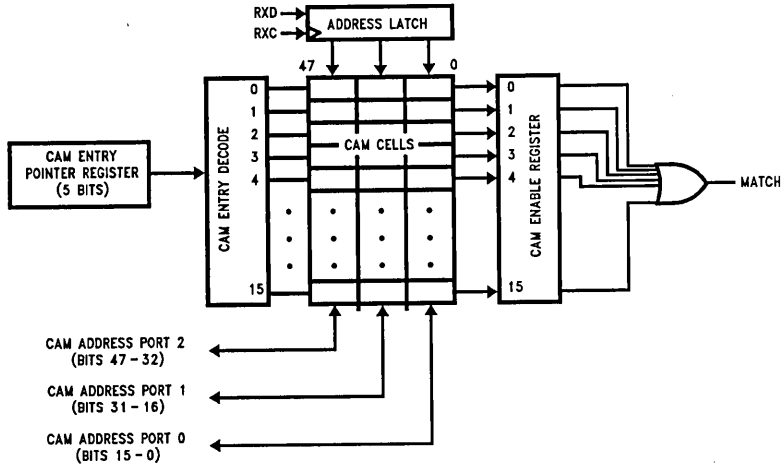 RXD
RXC
ADDRESS LATCH
47
0
0
1
2
3
4
15
CAM ENTRY DECODE
CAM CELLS
0
1
2
3
4
15
CAM ENABLE REGISTER
CAM ENTRY
POINTER REGISTER
(5 BITS)
MATCH
CAM ADDRESS PORT 2
(BITS 47-32)
CAM ADDRESS PORT 1
(BITS 31-16)
CAM ADDRESS PORT 0
(BITS 15-0)